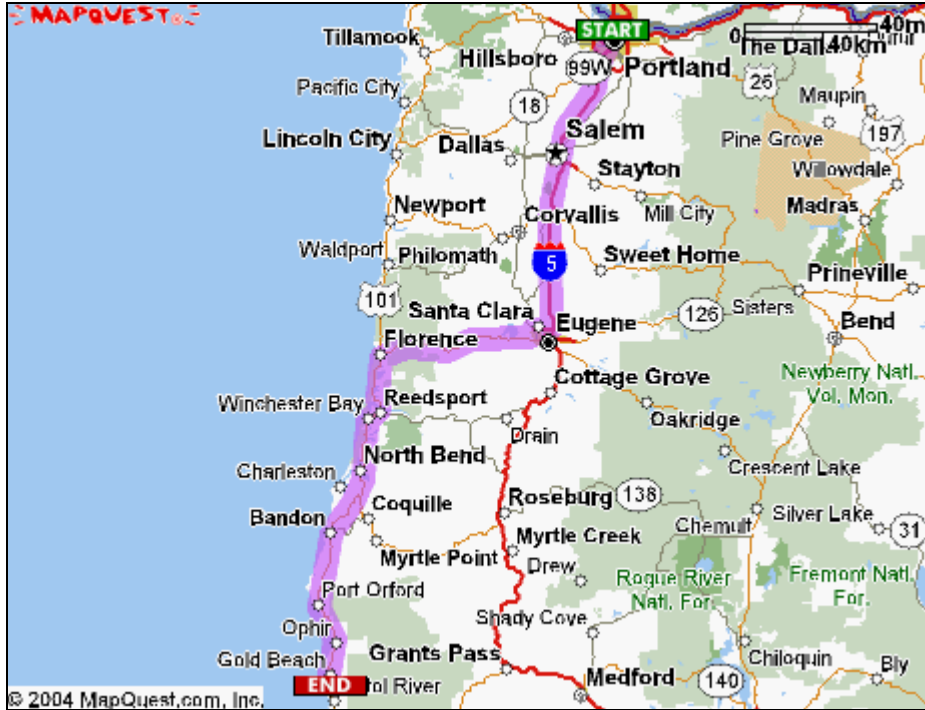 MAPQUEST
START
40m
0
40km
Tillamook
Hillsboro
99W
Portland
The Dall
26
Pacific City
18
Maupin
197
Lincoln City
Dallas
Salem
Pine Grove
Stayton
Willowdale
Mill City
Madras
Newport
Corvallis
Waldport
Philomath
5
Sweet Home
Prineville
101
Sisters
126
Santa Clara
Eugene
Bend
Florence
Newberry Natl.
Vol. Mon.
Cottage Grove
Winchester Bay
Reedsport
Oakridge
Drain
Crescent Lake
North Bend
Charleston
Roseburg
138
Silver Lake
Coquille
Chemult
31
Bandon
Myrtle Creek
Myrtle Point
Drew
Rogue River
Natl. For.
Fremont Natl.
For.
Port Orford
Shady Cove
Ophir
Chiloquin
Gold Beach
Grants Pass
Bly
END
tol River
Medford
140
© 2004 MapQuest.com, Inc.